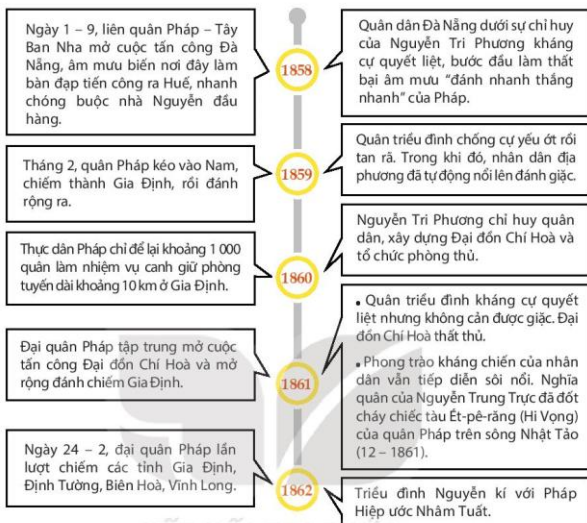 Ngày 1 – 9, liên quân Pháp – Tây
Ban Nha mở cuộc tấn công Đà
Nẵng, âm mưu biến nơi đây làm
bàn đạp tiến công ra Huế, nhanh
chóng buộc nhà Nguyễn đầu
hàng.
1858
Quân dân Đà Nẵng dưới sự chỉ huy
của Nguyễn Tri Phương kháng
cự quyết liệt, bước đầu làm thất
bại âm mưu “đánh nhanh thắng
nhanh” của Pháp.
Tháng 2, quân Pháp kéo vào Nam,
chiếm thành Gia Định, rồi đánh
rộng ra.
1859
Quân triều đình chống cự yếu ớt rồi
tan rã. Trong khi đó, nhân dân địa
phương đã tự động nổi lên đánh giặc.
Thực dân Pháp chỉ để lại khoảng 1 000
quân làm nhiệm vụ canh giữ phòng
tuyến dài khoảng 10 km ở Gia Định.
1860
Nguyễn Tri Phương chỉ huy quân
dân, xây dựng Đại đồn Chí Hoà và
tổ chức phòng thủ.
Đại quân Pháp tập trung mở cuộc
tấn công Đại đồn Chí Hoà và mở
rộng đánh chiếm Gia Định.
1861
• Quân triều đình kháng cự quyết
liệt nhưng không cản được giặc. Đại
đồn Chí Hoà thất thủ.
• Phong trào kháng chiến của nhân
dân vẫn tiếp diễn sôi nổi. Nghĩa
quân của Nguyễn Trung Trực đã đốt
cháy chiếc tàu Ét-pê-răng (Hi Vọng)
của quân Pháp trên sông Nhật Tảo
(12 – 1861).
Ngày 24 – 2, đại quân Pháp lần
lượt chiếm các tỉnh Gia Định,
Định Tường, Biên Hoà, Vĩnh Long.
1862
Triều đình Nguyễn kí với Pháp
Hiệp ước Nhâm Tuất.